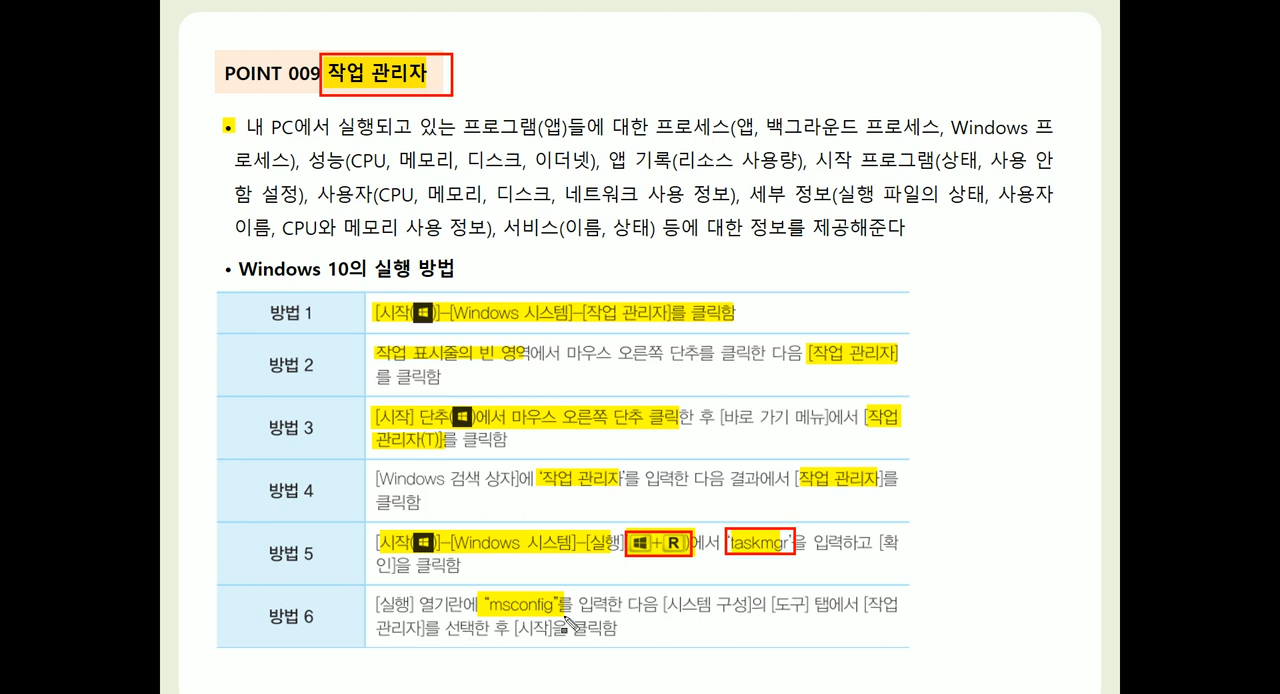 POINT 009 작업 관리자
• 내 PC에서 실행되고 있는 프로그램(앱)들에 대한 프로세스(앱, 백그라운드 프로세스, Windows 프
로세스), 성능(CPU, 메모리, 디스크, 이더넷), 앱 기록(리소스 사용량), 시작 프로그램(상태, 사용 안
함 설정), 사용자(CPU, 메모리, 디스크, 네트워크 사용 정보), 세부 정보(실행 파일의 상태, 사용자
이름, CPU와 메모리 사용 정보), 서비스(이름, 상태) 등에 대한 정보를 제공해준다
• Windows 10의 실행 방법
방법 1
[시작()]-[Windows 시스템]-[작업 관리자]를 클릭함
방법 2
작업 표시줄의 빈 영역에서 마우스 오른쪽 단추를 클릭한 다음 [작업 관리자]
를 클릭함
방법 3
[시작] 단추()에서 마우스 오른쪽 단추 클릭한 후 [바로 가기 메뉴]에서 [작업
관리자(T)]를 클릭함
방법 4
[Windows 검색 상자]에 '작업 관리자'를 입력한 다음 결과에서 [작업 관리자]를
클릭함
방법 5
[시작()]-[Windows 시스템]-[실행](+R)에서 'taskmgr'을 입력하고 [확
인]을 클릭함
방법 6
[실행] 열기란에 “msconfig”를 입력한 다음 [시스템 구성]의 [도구] 탭에서 [작업
관리자]를 선택한 후 [시작]을 클릭함